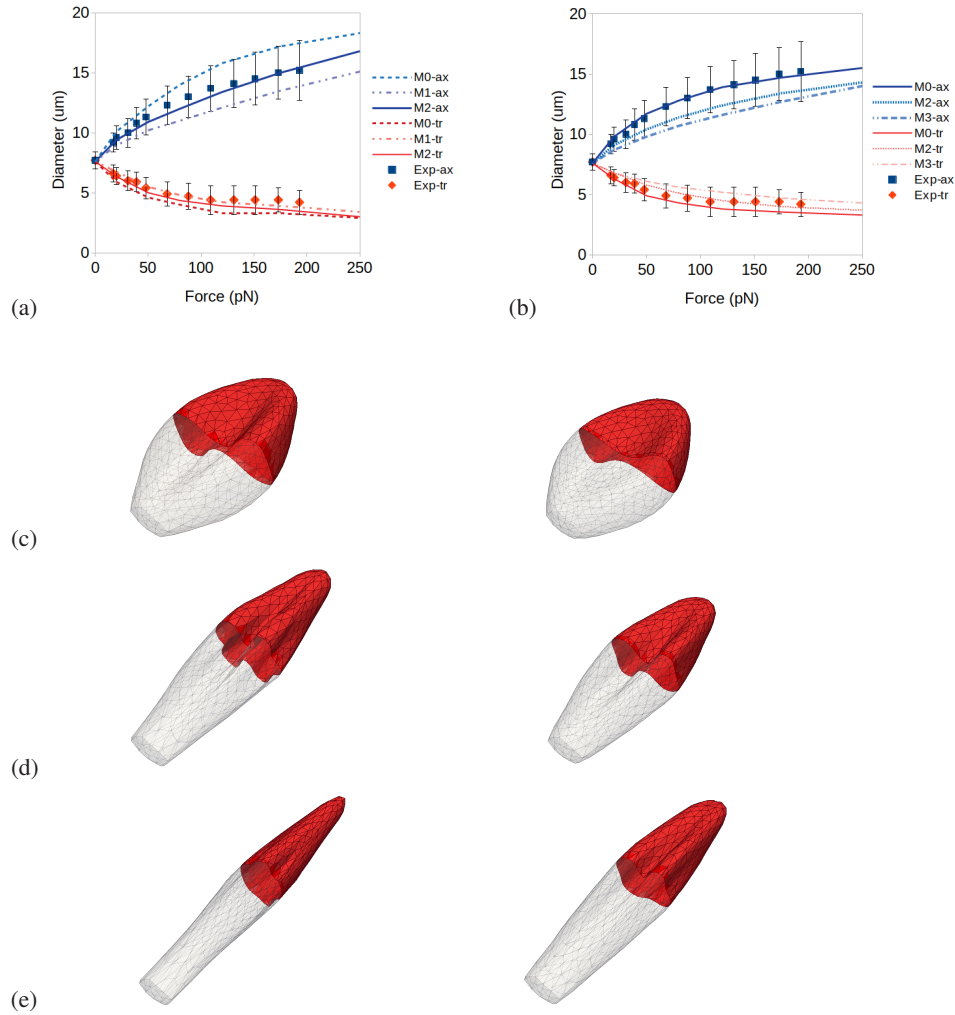 20
15
10
5
0
Diameter (um)
0 50 100 150 200 250
Force (pN)
M0-ax
M1-ax
M2-ax
M0-tr
M1-tr
M2-tr
Exp-ax
Exp-tr
(a)
20
15
10
5
0
Diameter (um)
0 50 100 150 200 250
Force (pN)
M0-ax
M2-ax
M3-ax
M0-tr
M2-tr
M3-tr
Exp-ax
Exp-tr
(b)
(c)
(d)
(e)